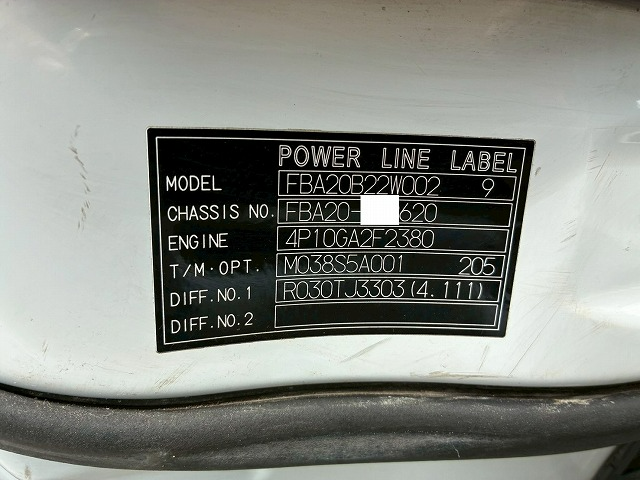 POWER LINE LABEL
MODEL FBA20B22W002 9
CHASSIS NO. FBA20- 620
ENGINE 4P10GA2F2380
T/M·OPT. M038S5A001 205
DIFF.NO.1 R030TJ3303(4.111)
DIFF.NO.2